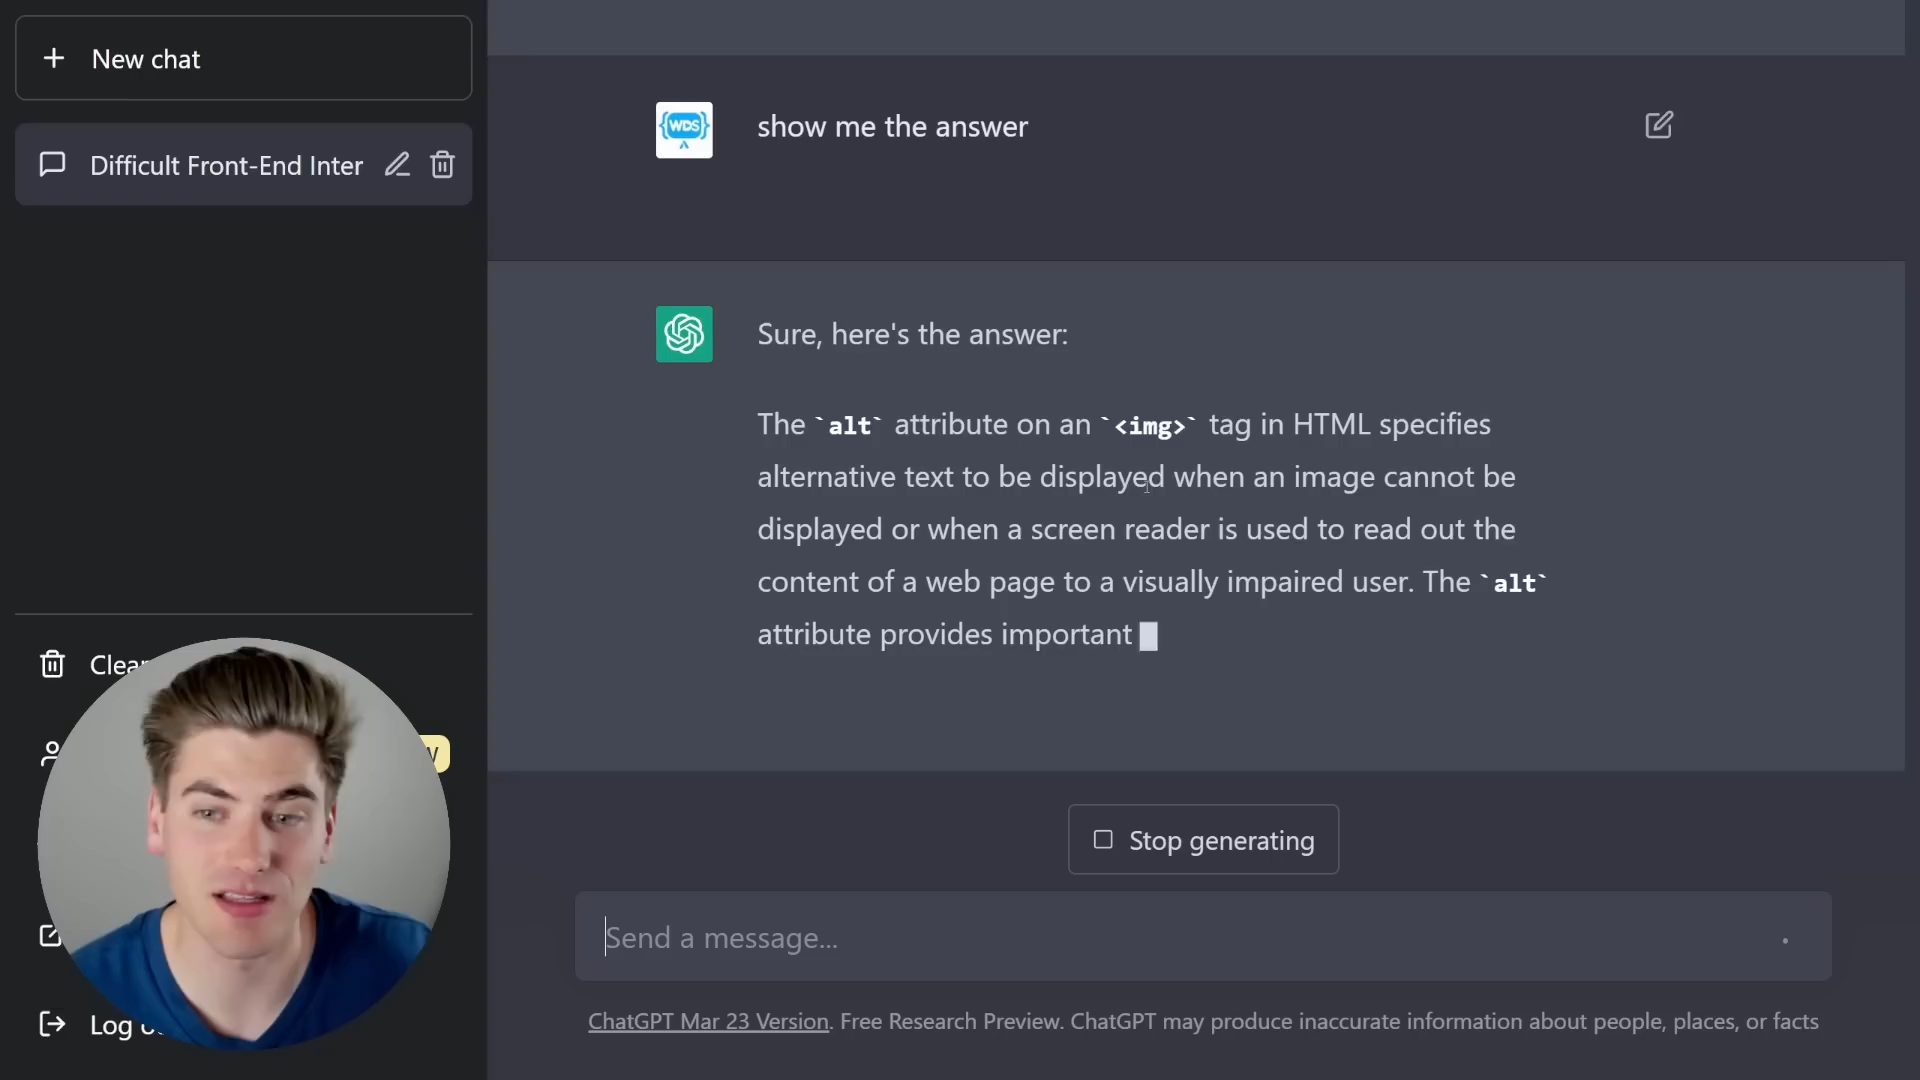 New chat
Difficult Front-End Inter
WDS
show me the answer
Sure, here's the answer:
The `alt` attribute on an `<img>` tag in HTML specifies
alternative text to be displayed when an image cannot be
displayed or when a screen reader is used to read out the
content of a web page to a visually impaired user. The `alt`
attribute provides important
Stop generating
Send a message...
ChatGPT Mar 23 Version. Free Research Preview. ChatGPT may produce inaccurate information about people, places, or facts
Clear
Log